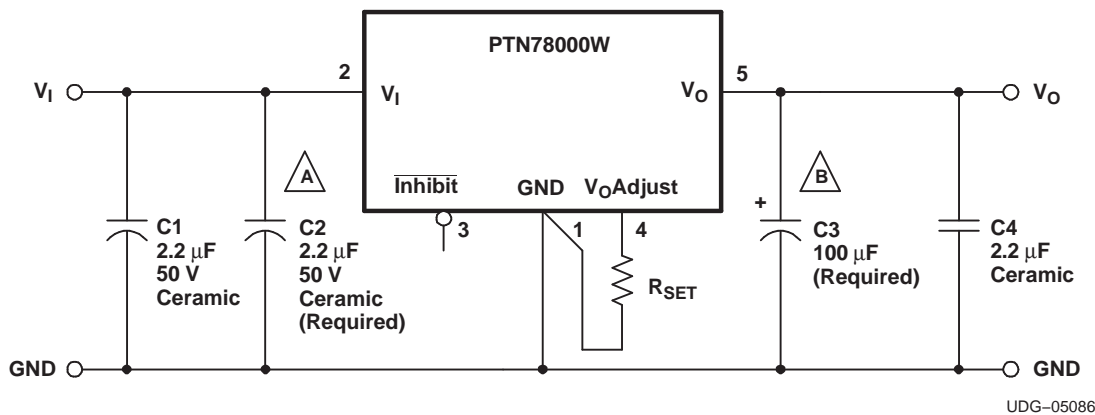 PTN78000W
2
5
V_I
V_I
V_O
V_O
A
Inhibit
GND
V_O Adjust
B
3
1
4
+
C1
2.2 μF
50 V
Ceramic
C2
2.2 μF
50 V
Ceramic
(Required)
R_SET
C3
100 μF
(Required)
C4
2.2 μF
Ceramic
GND
GND
UDG–05086